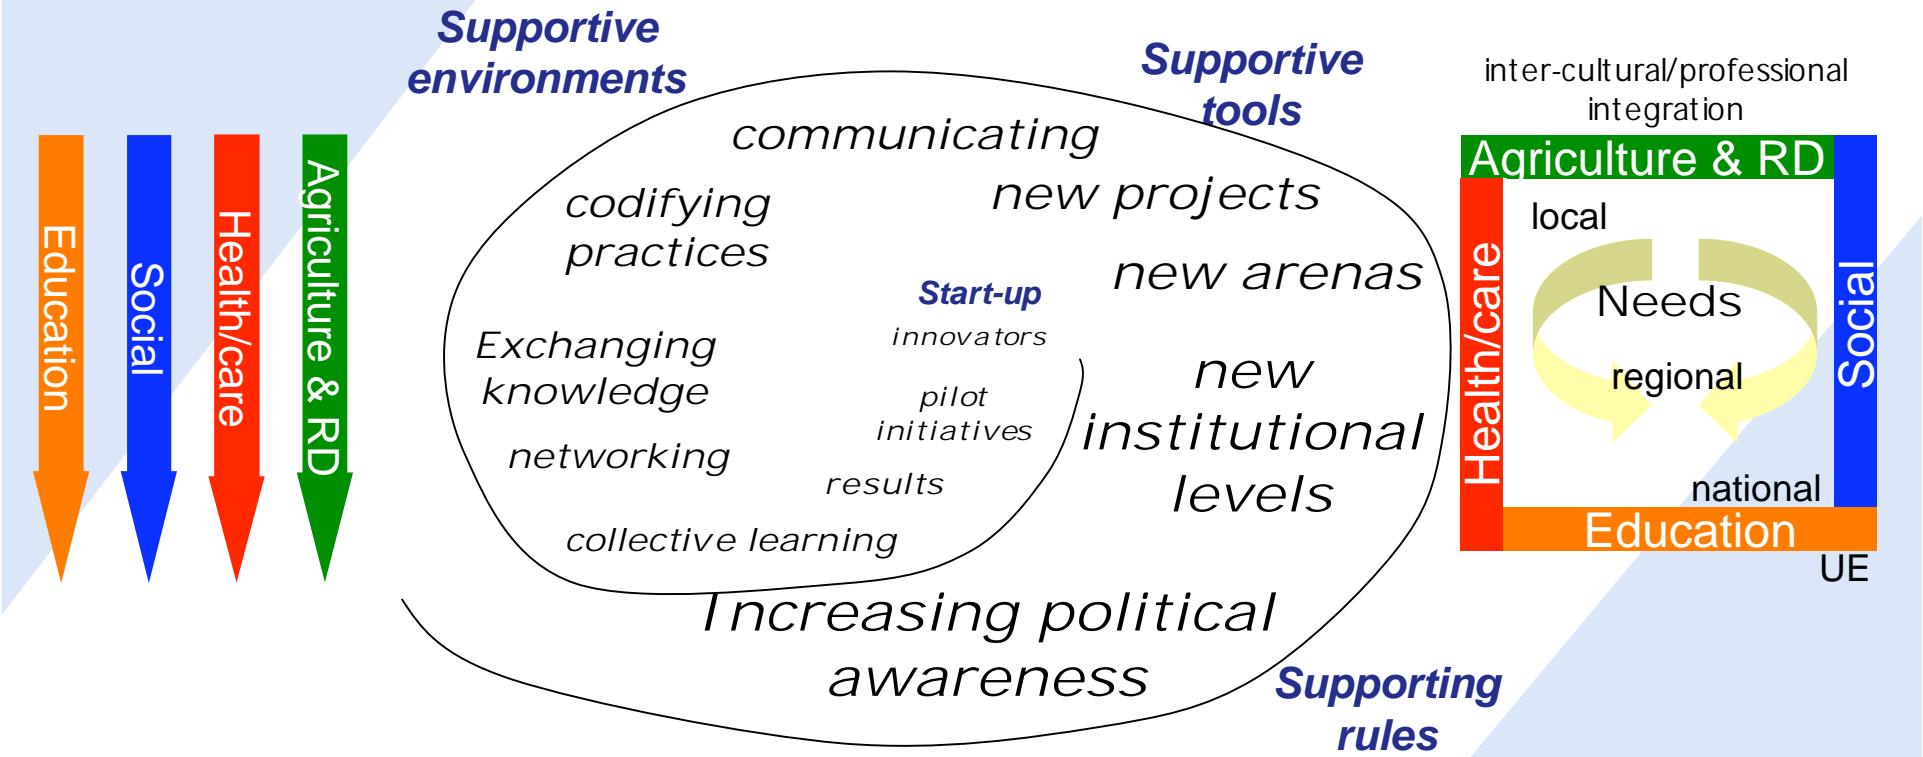 Supportive
environments
Supportive
tools
inter-cultural/professional
integration
Education
Social
Health/care
Agriculture & RD
communicating
new projects
codifying
practices
new arenas
Start-up
innovators
Exchanging
knowledge
pilot
initiatives
new
institutional
levels
networking
results
collective learning
Increasing political
awareness
Supporting
rules
Agriculture & RD
Health/care
Social
local
Needs
regional
national
Education
UE